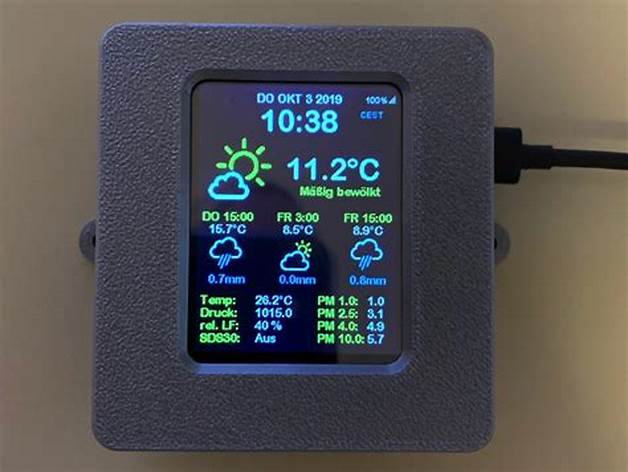 DO OKT 3 2019 100%
10:38 CEST
11.2°C
Mäßig bewölkt
DO 15:00 FR 3:00 FR 15:00
15.7°C 8.5°C 8.9°C
0.7mm 0.0mm 0.8mm
Temp: 26.2°C PM 1.0: 1.0
Druck: 1015.0 PM 2.5: 3.1
rel. LF: 40 % PM 4.0: 4.9
SDS30: Aus PM 10.0: 5.7